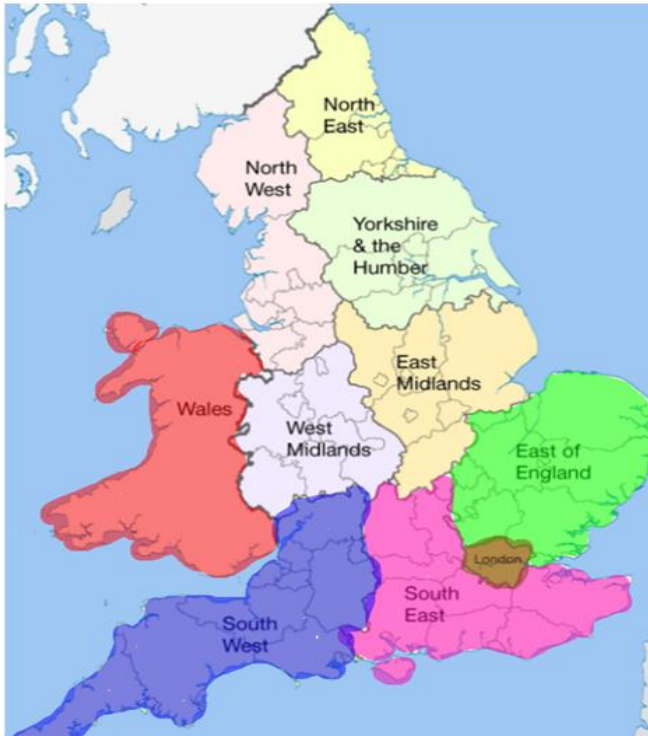 North
East
North
West
Yorkshire
& the
Humber
East
Midlands
Wales
West
Midlands
East of
England
London
South
East
South
West